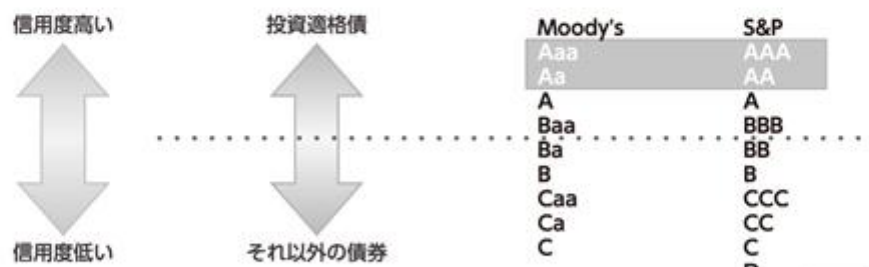 信用度高い 投資適格債 Moody's S&P
Aaa AAA
Aa AA
A A
Baa BBB
Ba BB
B B
Caa CCC
Ca CC
C C
信用度低い それ以外の債券